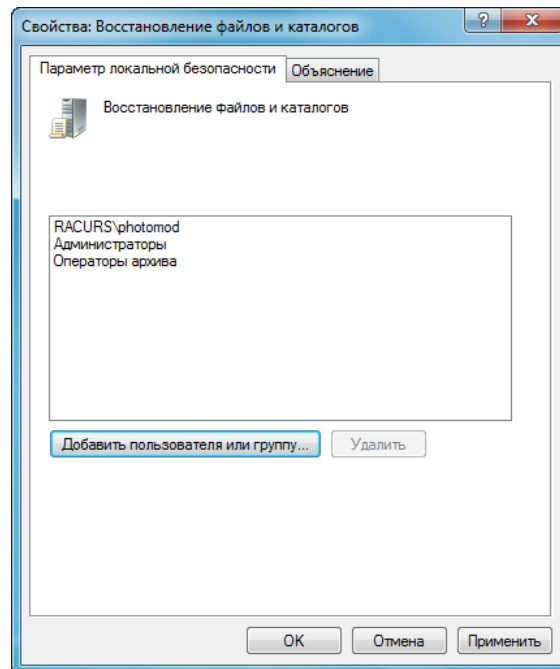 Свойства: Восстановление файлов и каталогов
Параметр локальной безопасности
Объяснение
Восстановление файлов и каталогов
RACURS\photomod
Администраторы
Операторы архива
Добавить пользователя или группу...
Удалить
OK
Отмена
Применить